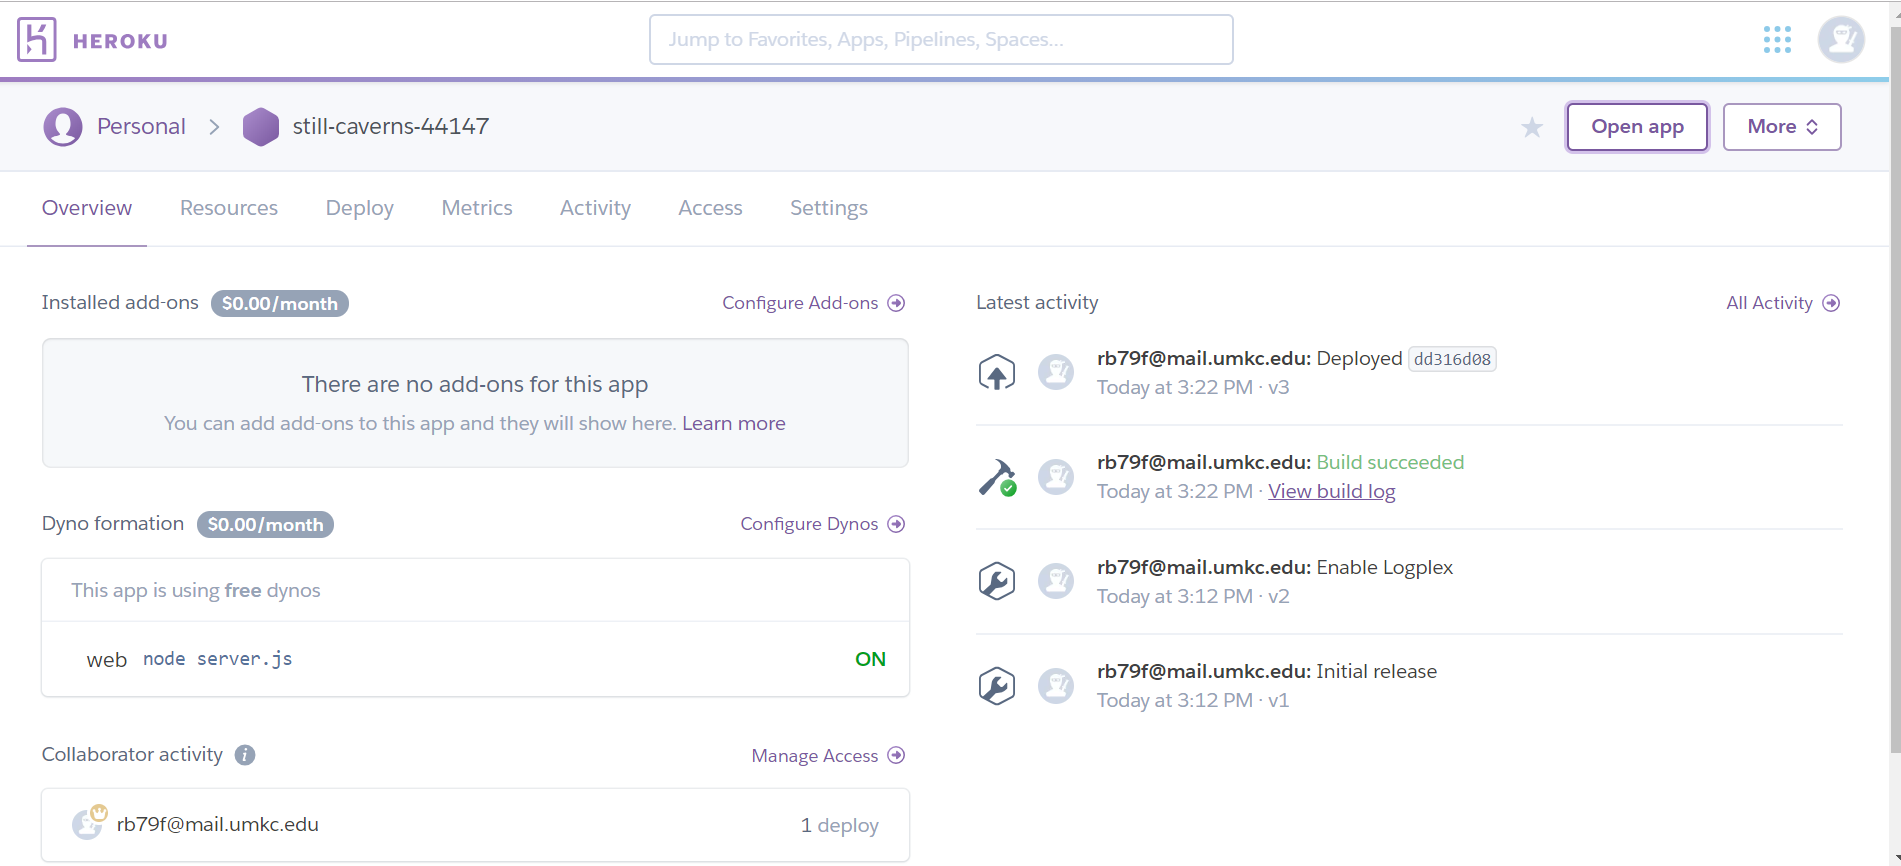 HEROKU
Jump to Favorites, Apps, Pipelines, Spaces...
Personal
still-caverns-44147
Open app
More
Overview
Resources
Deploy
Metrics
Activity
Access
Settings
Installed add-ons $0.00/month
Configure Add-ons
There are no add-ons for this app
You can add add-ons to this app and they will show here. Learn more
Dyno formation $0.00/month
Configure Dynos
This app is using free dynos
web node server.js
ON
Collaborator activity
Manage Access
rb79f@mail.umkc.edu
1 deploy
Latest activity
All Activity
rb79f@mail.umkc.edu: Deployed dd316d08
Today at 3:22 PM · v3
rb79f@mail.umkc.edu: Build succeeded
Today at 3:22 PM · View build log
rb79f@mail.umkc.edu: Enable Logplex
Today at 3:12 PM · v2
rb79f@mail.umkc.edu: Initial release
Today at 3:12 PM · v1